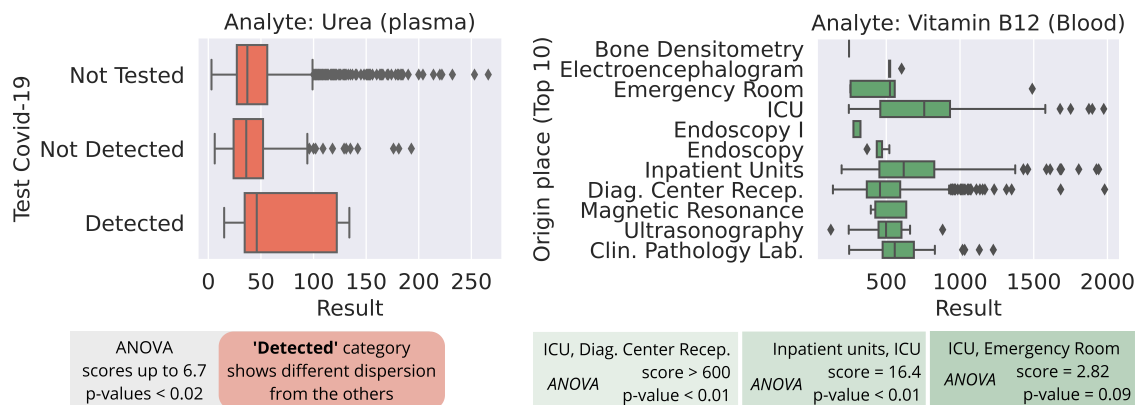 Analyte: Urea (plasma)
Test Covid-19
Not Tested
Not Detected
Detected
0 50 100 150 200 250
Result
ANOVA
scores up to 6.7
p-values < 0.02
'Detected' category
shows different dispersion
from the others
Analyte: Vitamin B12 (Blood)
Origin place (Top 10)
Bone Densitometry
Electroencephalogram
Emergency Room
ICU
Endoscopy I
Endoscopy
Inpatient Units
Diag. Center Recep.
Magnetic Resonance
Ultrasonography
Clin. Pathology Lab.
500 1000 1500 2000
Result
ICU, Diag. Center Recep.
ANOVA score > 600
p-value < 0.01
Inpatient units, ICU
ANOVA score = 16.4
p-value < 0.01
ICU, Emergency Room
ANOVA score = 2.82
p-value = 0.09